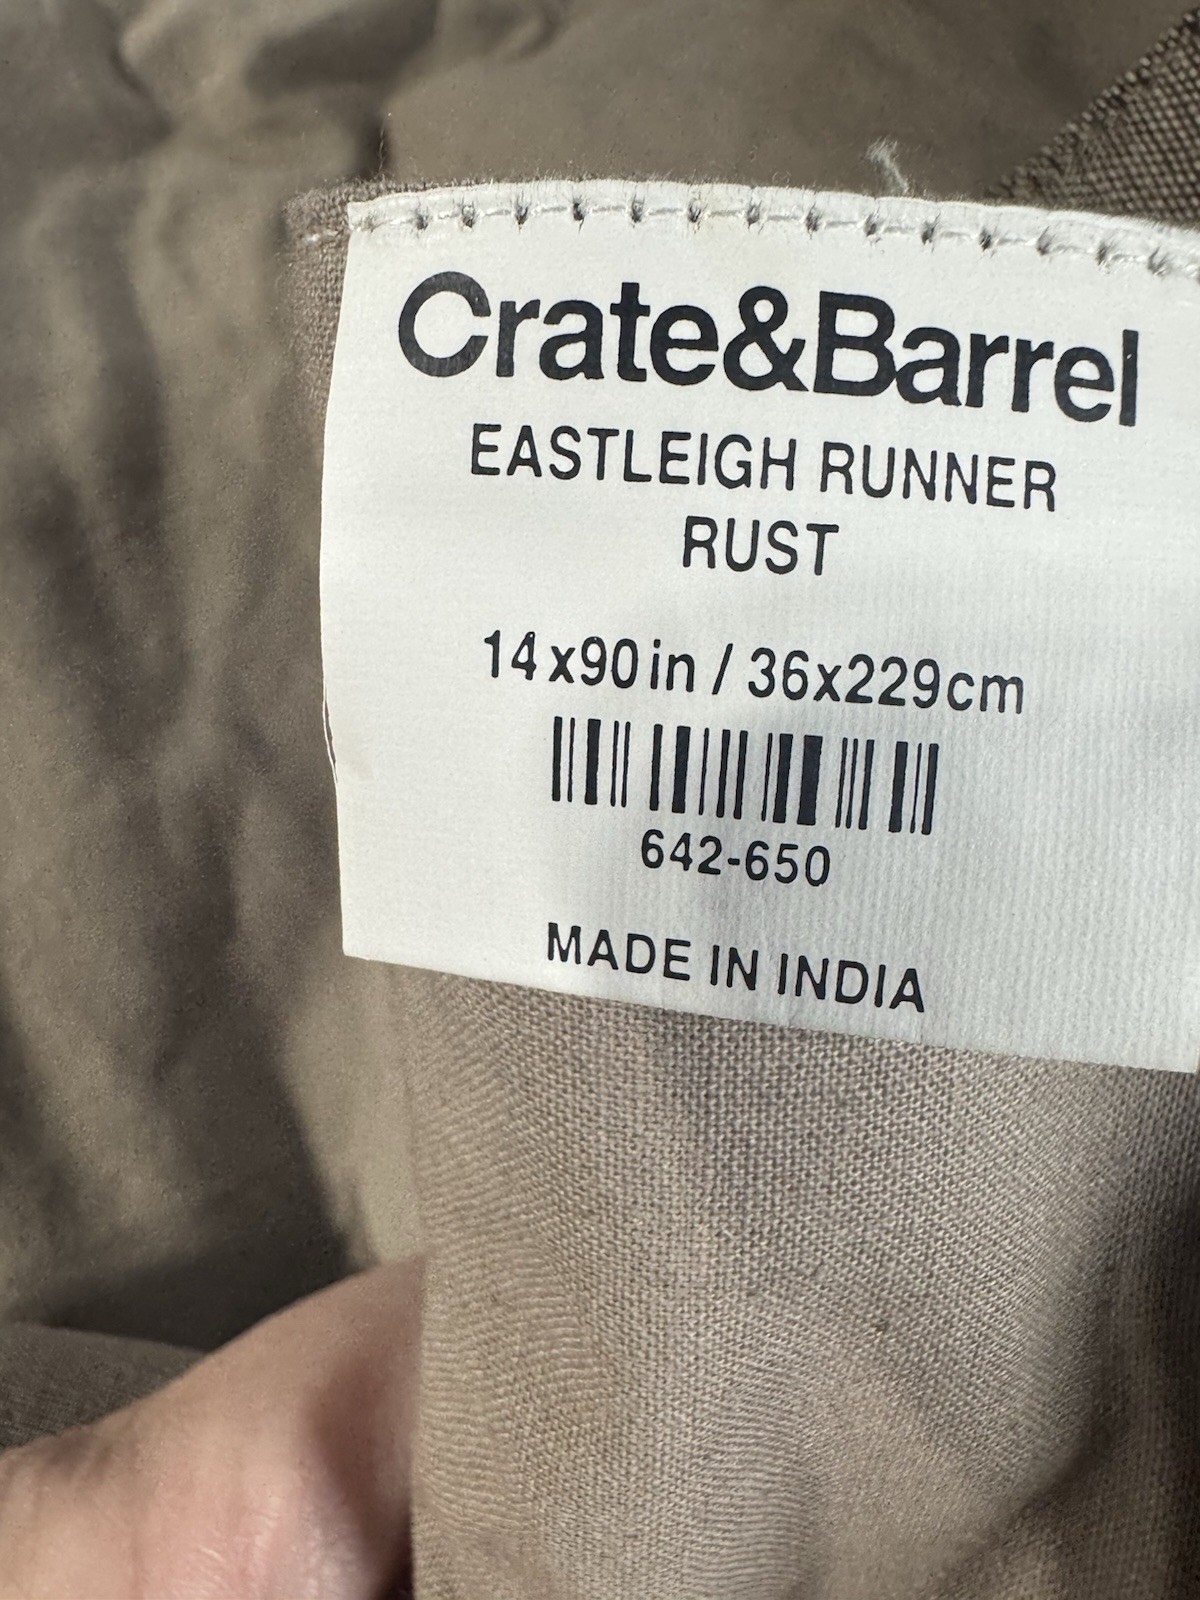 Crate&Barrel
EASTLEIGH RUNNER
RUST
14x90in / 36x229cm
642-650
MADE IN INDIA